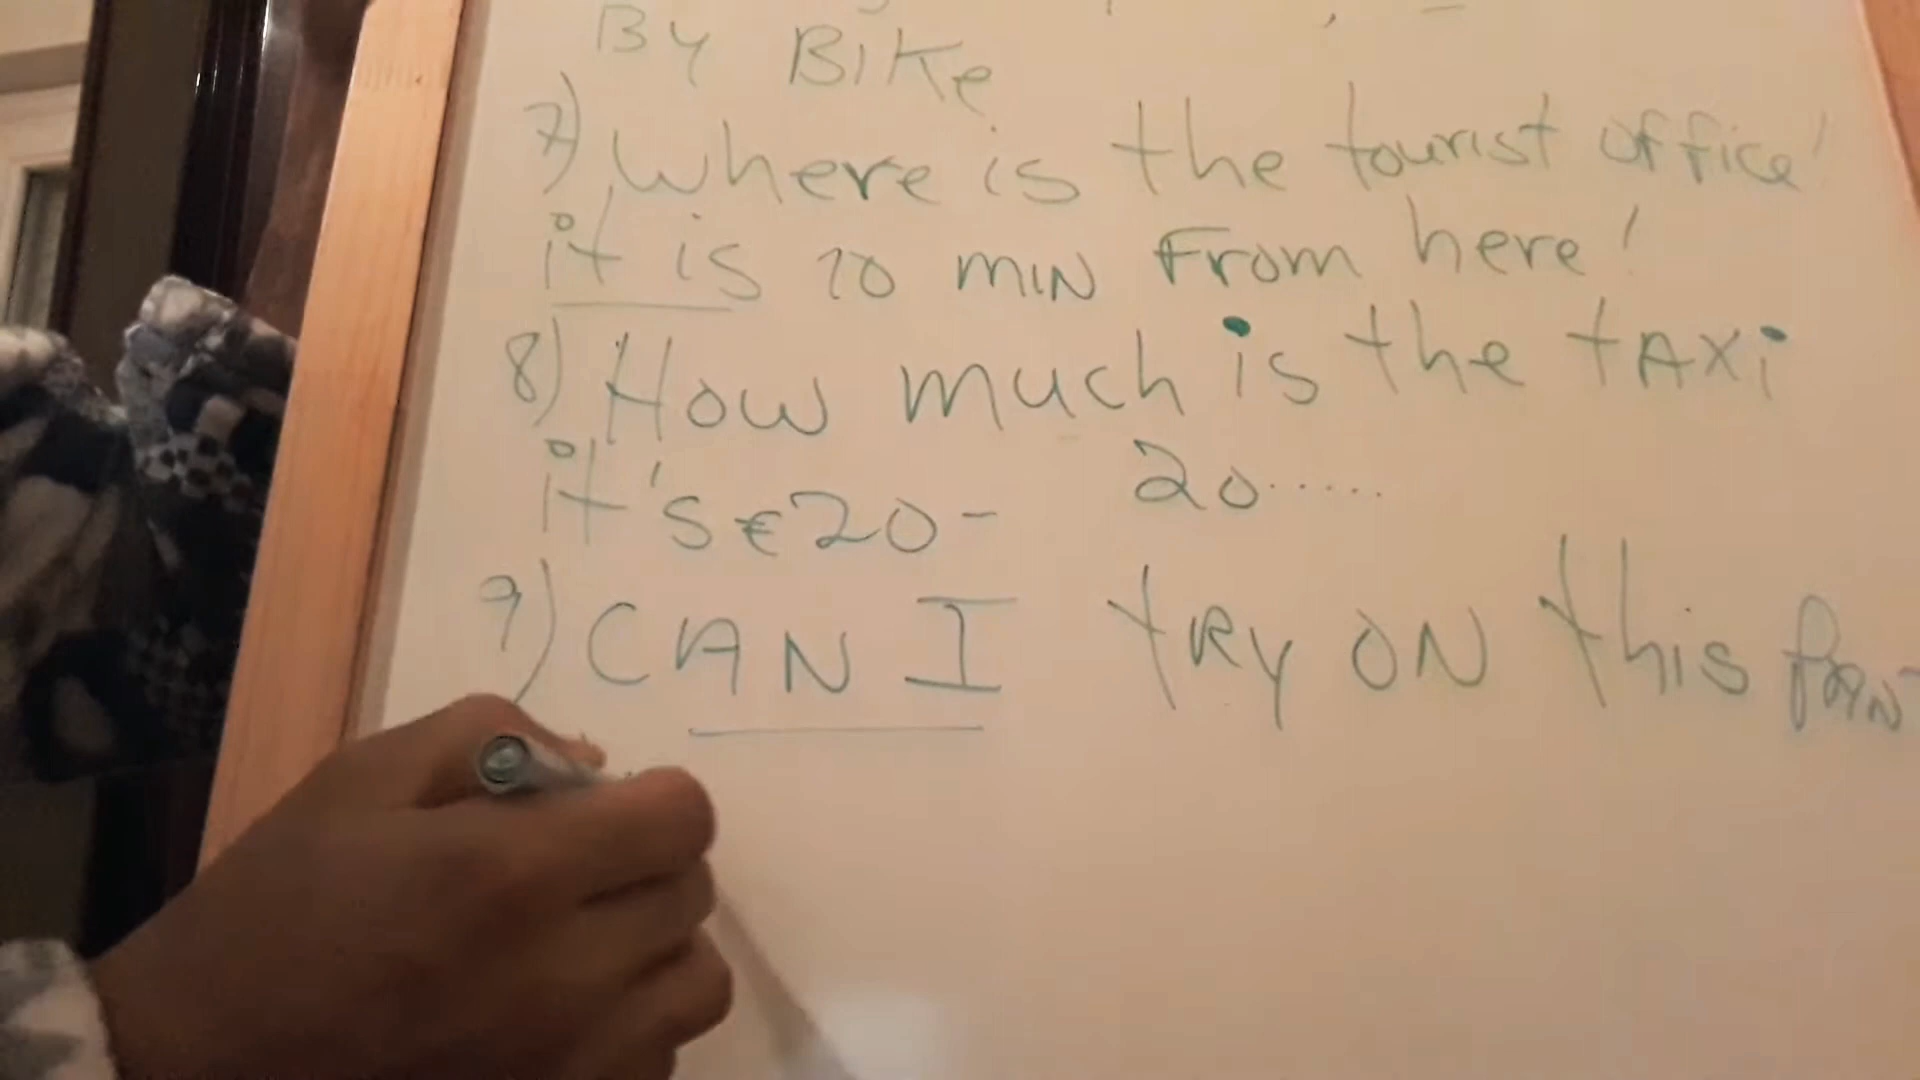 By Bike
7) Where is the tourist office!
it is 10 min From here!
8) How much is the tAXi
it's €20- 20.....
9) CAN I tRy ON this